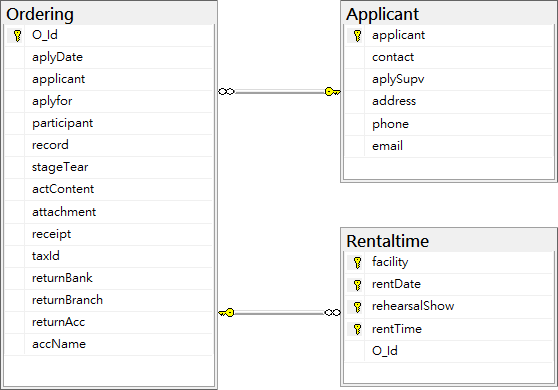 Ordering
O_Id
aplyDate
applicant
aplyfor
participant
record
stageTear
actContent
attachment
receipt
taxId
returnBank
returnBranch
returnAcc
accName
Applicant
applicant
contact
aplySupv
address
phone
email
Rentaltime
facility
rentDate
rehearsalShow
rentTime
O_Id